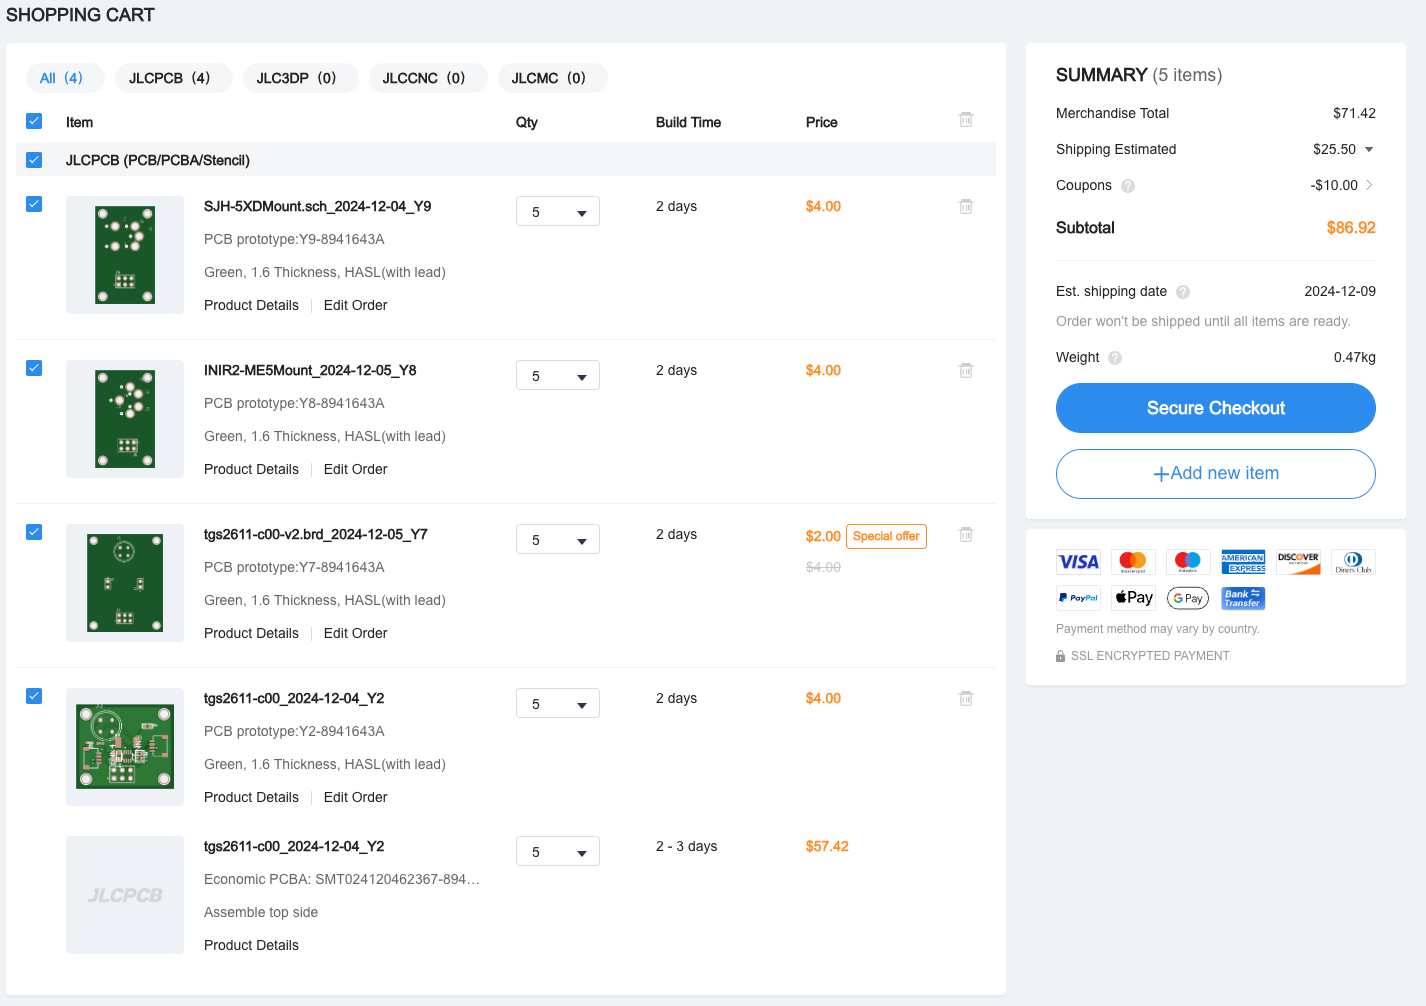 SHOPPING CART
All (4)
JLCPCB (4)
JLC3DP (0)
JLCCNC (0)
JLCMC (0)
Item
Qty
Build Time
Price
JLCPCB (PCB/PCBA/Stencil)
SJH-5XDMount.sch_2024-12-04_Y9
5
2 days
$4.00
PCB prototype:Y9-8941643A
Green, 1.6 Thickness, HASL(with lead)
Product Details
Edit Order
INIR2-ME5Mount_2024-12-05_Y8
5
2 days
$4.00
PCB prototype:Y8-8941643A
Green, 1.6 Thickness, HASL(with lead)
Product Details
Edit Order
tgs2611-c00-v2.brd_2024-12-05_Y7
5
2 days
$2.00
Special offer
$4.00
PCB prototype:Y7-8941643A
Green, 1.6 Thickness, HASL(with lead)
Product Details
Edit Order
tgs2611-c00_2024-12-04_Y2
5
2 days
$4.00
PCB prototype:Y2-8941643A
Green, 1.6 Thickness, HASL(with lead)
Product Details
Edit Order
JLCPCB
tgs2611-c00_2024-12-04_Y2
5
2 - 3 days
$57.42
Economic PCBA: SMT024120462367-894…
Assemble top side
Product Details
SUMMARY (5 items)
Merchandise Total
$71.42
Shipping Estimated
$25.50
Coupons ?
-$10.00
Subtotal
$86.92
Est. shipping date ?
2024-12-09
Order won't be shipped until all items are ready.
Weight ?
0.47kg
Secure Checkout
+Add new item
VISA
mastercard
maestro
AMERICAN EXPRESS
DISCOVER
NETWORK
Diners Club
PayPal
Pay
G Pay
Bank
Transfer
Payment method may vary by country.
SSL ENCRYPTED PAYMENT